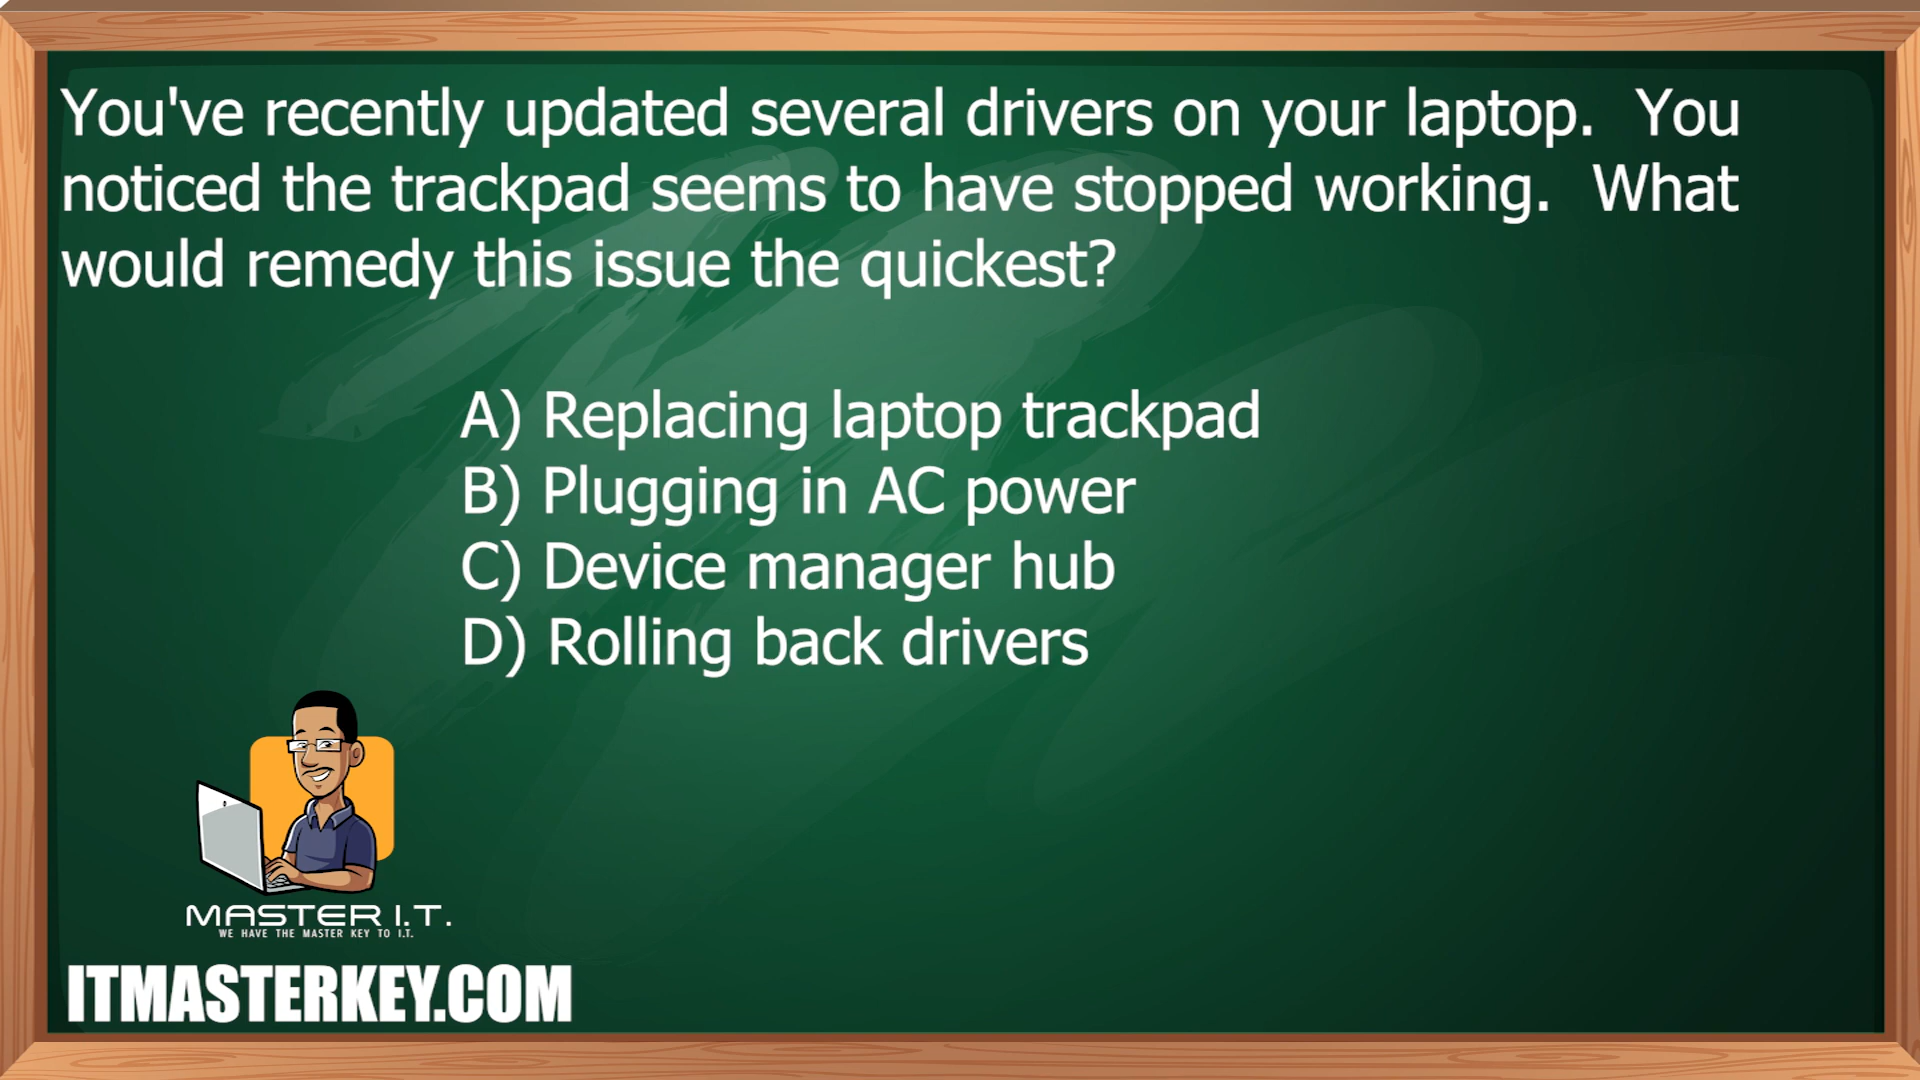 You've recently updated several drivers on your laptop.  You
noticed the trackpad seems to have stopped working.  What
would remedy this issue the quickest?
A) Replacing laptop trackpad
B) Plugging in AC power
C) Device manager hub
D) Rolling back drivers
MASTER I.T.
WE HAVE THE MASTER KEY TO I.T.
ITMASTERKEY.COM